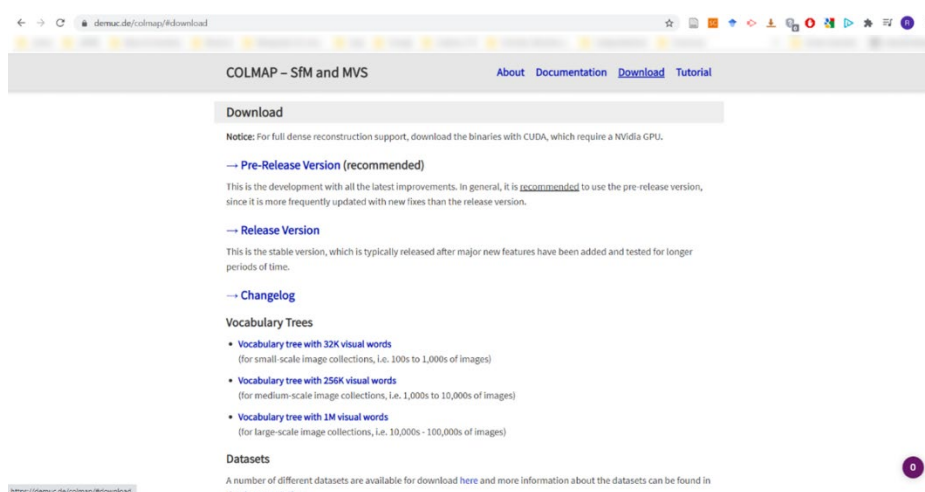 demuc.de/colmap/#download
COLMAP – SfM and MVS
About Documentation Download Tutorial
Download
Notice: For full dense reconstruction support, download the binaries with CUDA, which require a NVidia GPU.
→ Pre-Release Version (recommended)
This is the development with all the latest improvements. In general, it is recommended to use the pre-release version,
since it is more frequently updated with new fixes than the release version.
→ Release Version
This is the stable version, which is typically released after major new features have been added and tested for longer
periods of time.
→ Changelog
Vocabulary Trees
• Vocabulary tree with 32K visual words
(for small-scale image collections, i.e. 100s to 1,000s of images)
• Vocabulary tree with 256K visual words
(for medium-scale image collections, i.e. 1,000s to 10,000s of images)
• Vocabulary tree with 1M visual words
(for large-scale image collections, i.e. 10,000s - 100,000s of images)
Datasets
0
A number of different datasets are available for download here and more information about the datasets can be found in
https://demuc.de/colmap/#download